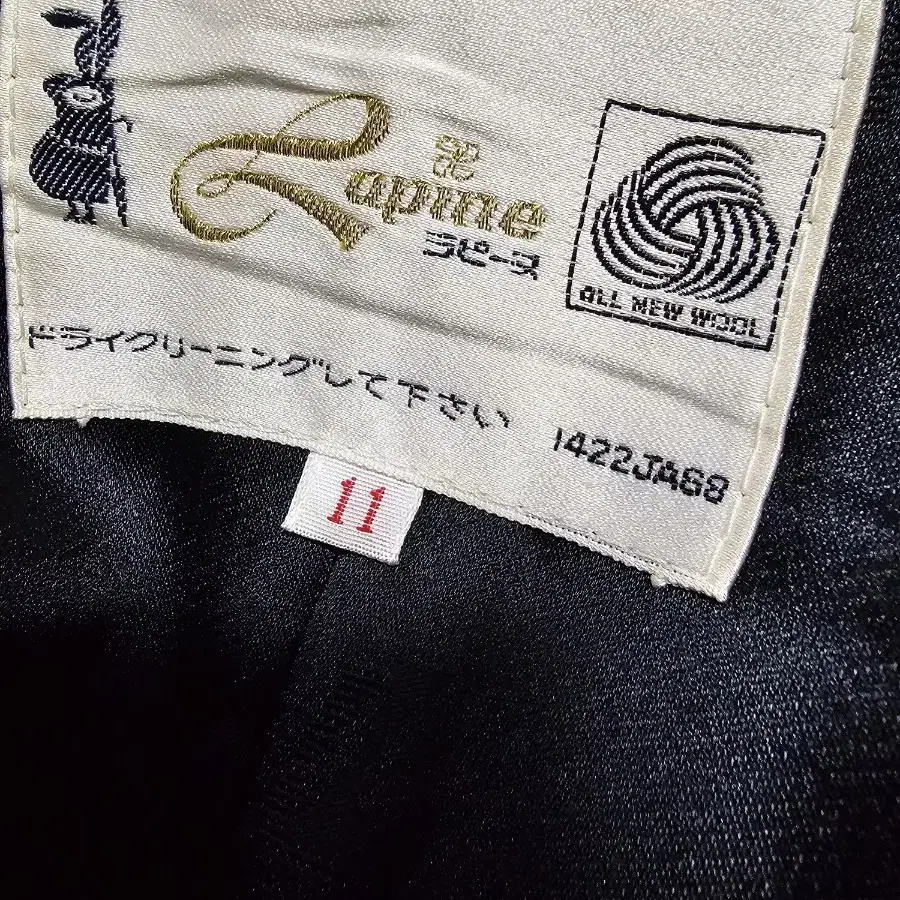 Lapine
ラピーヌ
ALL NEW WOOL
ドライクリーニングして下さい
1422JA68
11